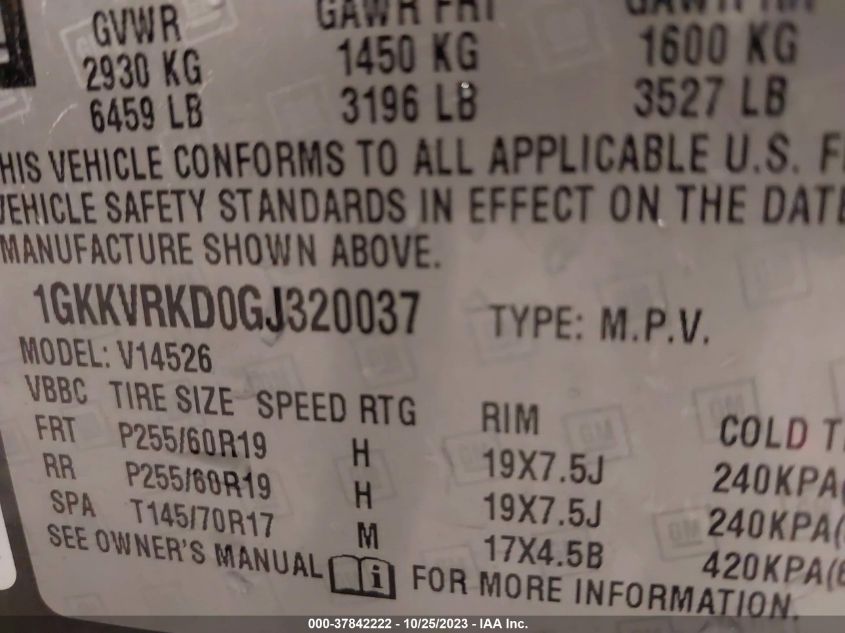 GVWR GAWR FRT
2930 KG 1450 KG 1600 KG
6459 LB 3196 LB 3527 LB
HIS VEHICLE CONFORMS TO ALL APPLICABLE U.S. F
VEHICLE SAFETY STANDARDS IN EFFECT ON THE DATE
MANUFACTURE SHOWN ABOVE.
1GKKVRKD0GJ320037 TYPE: M.P.V.
MODEL: V14526
VBBC TIRE SIZE SPEED RTG RIM COLD T
FRT P255/60R19 H 19X7.5J 240KPA(
RR P255/60R19 H 19X7.5J 240KPA(
SPA T145/70R17 M 17X4.5B 420KPA(6
SEE OWNER'S MANUAL i FOR MORE INFORMATION.
000-37842222 - 10/25/2023 - IAA Inc.